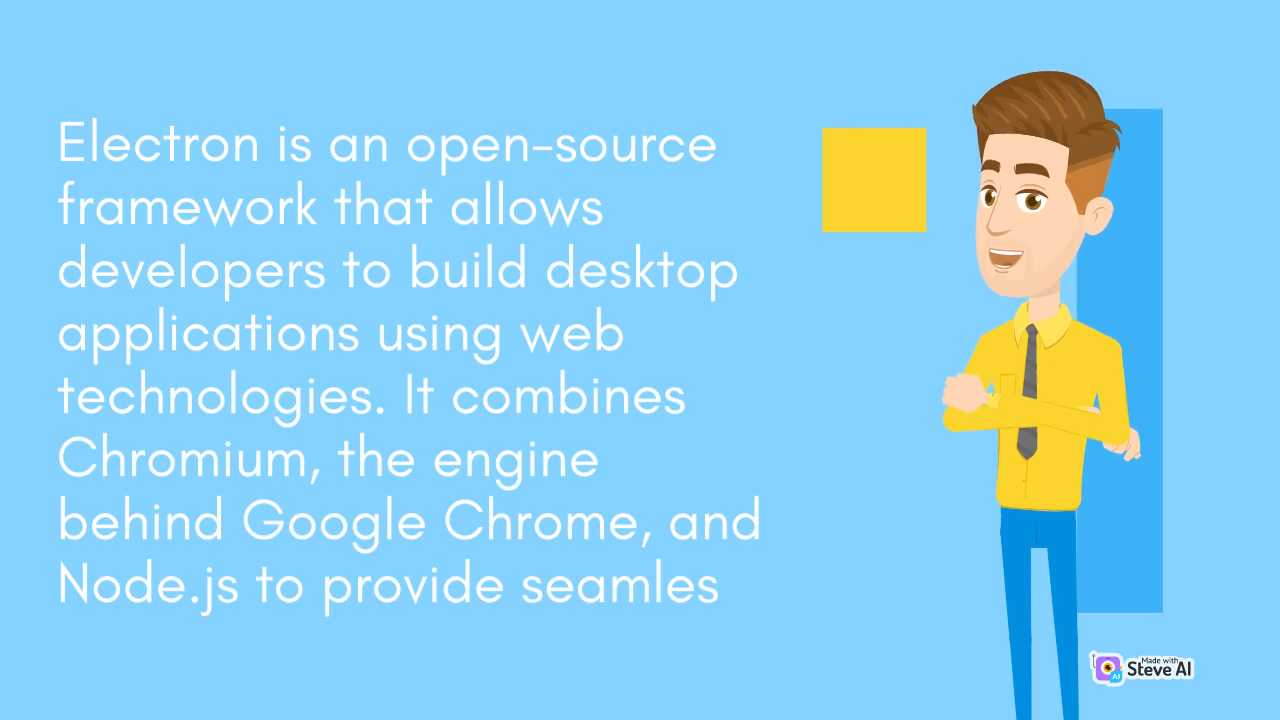 Electron is an open-source
framework that allows
developers to build desktop
applications using web
technologies. It combines
Chromium, the engine
behind Google Chrome, and
Node.js to provide seamles
Made with
Steve AI
AI